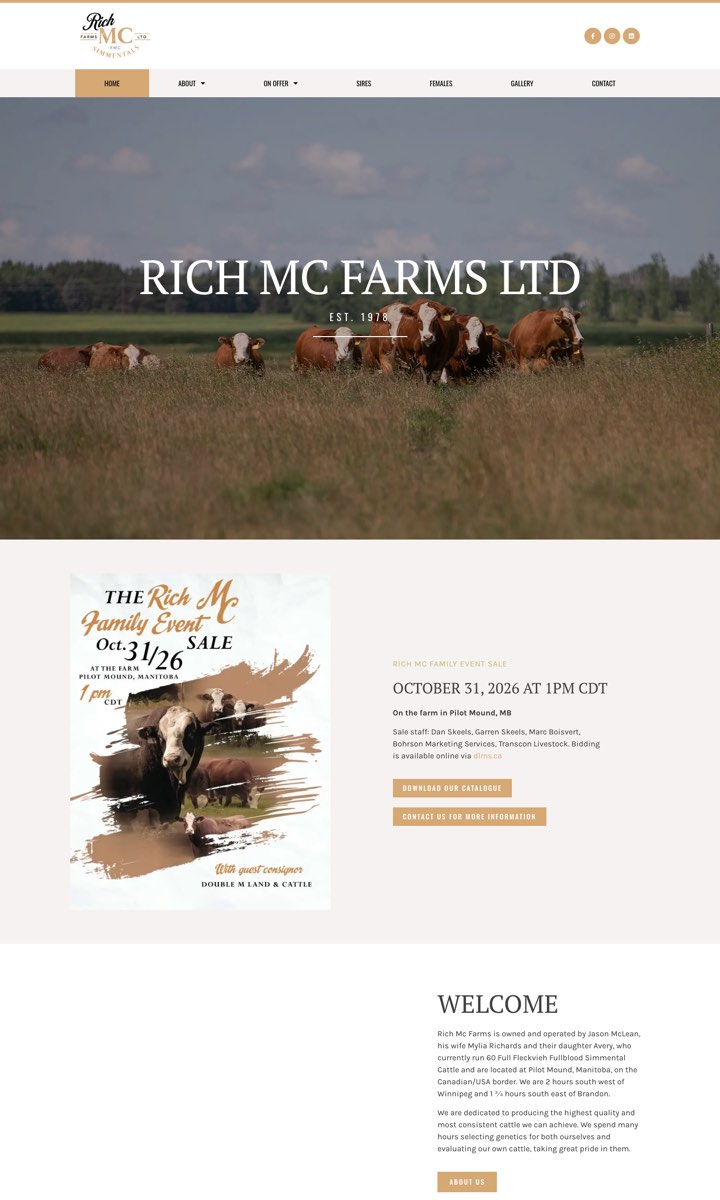 Rich
FARMS MC LTD
RMC
SIMMENTALS
HOME ABOUT ON OFFER SIRES FEMALES GALLERY CONTACT
RICH MC FARMS LTD
EST. 1978
THE Rich Mc
Family Event
Oct.31/26 SALE
AT THE FARM
PILOT MOUND, MANITOBA
1 pm
CDT
With guest consignor
DOUBLE M LAND & CATTLE
RICH MC FAMILY EVENT SALE
OCTOBER 31, 2026 AT 1PM CDT
On the farm in Pilot Mound, MB
Sale staff: Dan Skeels, Garren Skeels, Marc Boisvert,
Bohrson Marketing Services, Transcon Livestock. Bidding
is available online via dlms.ca
DOWNLOAD OUR CATALOGUE
CONTACT US FOR MORE INFORMATION
WELCOME
Rich Mc Farms is owned and operated by Jason McLean,
his wife Mylia Richards and their daughter Avery, who
currently run 60 Full Fleckvieh Fullblood Simmental
Cattle and are located at Pilot Mound, Manitoba, on the
Canadian/USA border. We are 2 hours south west of
Winnipeg and 1 ¾ hours south east of Brandon.
We are dedicated to producing the highest quality and
most consistent cattle we can achieve. We spend many
hours selecting genetics for both ourselves and
evaluating our own cattle, taking great pride in them.
ABOUT US